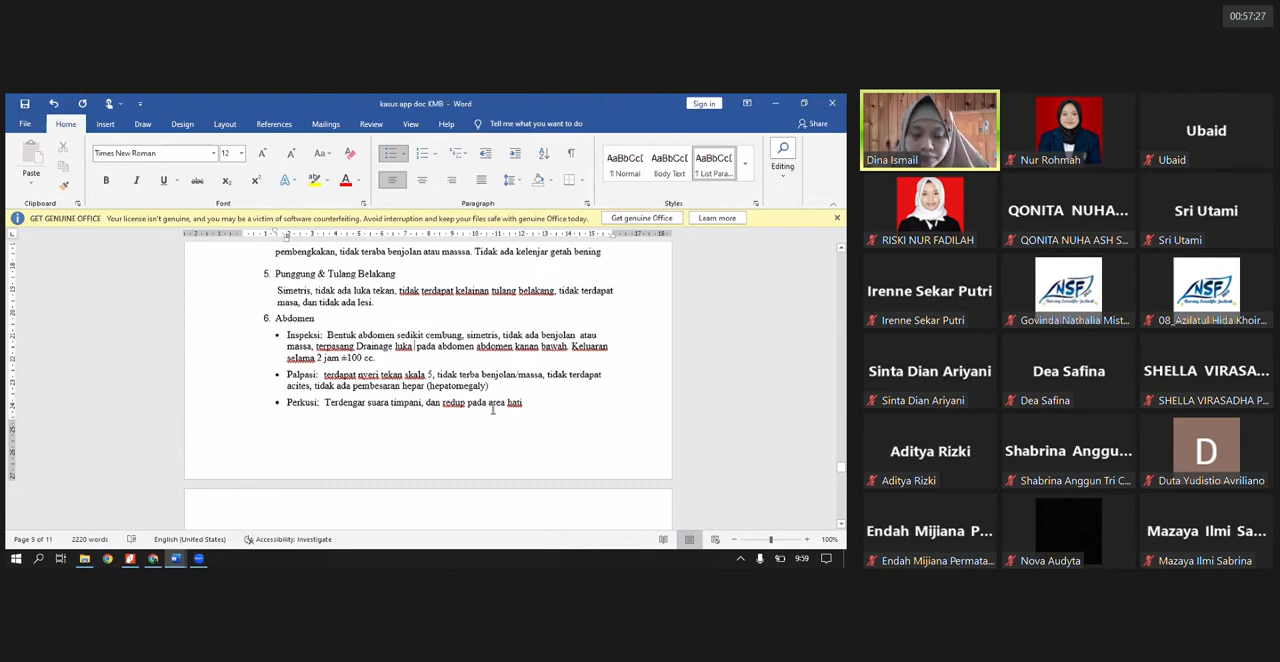 00:57:27
kasus app doc KMB - Word
Sign in
File Home Insert Draw Design Layout References Mailings Review View Help Tell me what you want to do Share
Paste
Times New Roman 12
AaBbCcI AaBbCcI AaBbCcI
¶ Normal Body Text ¶ List Para...
Editing
Clipboard Font Paragraph Styles
GET GENUINE OFFICE Your license isn't genuine, and you may be a victim of software counterfeiting. Avoid interruption and keep your files safe with genuine Office today. Get genuine Office Learn more
pembengkakan, tidak teraba benjolan atau masssa. Tidak ada kelenjar getah bening
5. Punggung & Tulang Belakang
Simetris, tidak ada luka tekan, tidak terdapat kelainan tulang belakang, tidak terdapat
masa, dan tidak ada lesi.
6. Abdomen
• Inspeksi: Bentuk abdomen sedikit cembung, simetris, tidak ada benjolan atau
massa, terpasang Drainage luka pada abdomen abdomen kanan bawah. Keluaran
selama 2 jam ±100 cc.
• Palpasi: terdapat nyeri tekan skala 5, tidak terba benjolan/massa, tidak terdapat
acites, tidak ada pembesaran hepar (hepatomegaly)
• Perkusi: Terdengar suara timpani, dan redup pada area hati
Page 9 of 11 2220 words English (United States) Accessibility: Investigate 100%
9:59
Dina Ismail
Nur Rohmah
Ubaid
Ubaid
RISKI NUR FADILAH
QONITA NUHA...
QONITA NUHA ASH S...
Sri Utami
Sri Utami
Irenne Sekar Putri
Irenne Sekar Putri
NSF
Govinda Nathalia Mist...
NSF
08_Azilatul Hida Khoir...
Sinta Dian Ariyani
Sinta Dian Ariyani
Dea Safina
Dea Safina
SHELLA VIRASA...
SHELLA VIRASADHA P...
Aditya Rizki
Aditya Rizki
Shabrina Anggu...
Shabrina Anggun Tri C...
D
Duta Yudistio Avriliano
Endah Mijiana P...
Endah Mijiana Permata...
Nova Audyta
Mazaya Ilmi Sa...
Mazaya Ilmi Sabrina